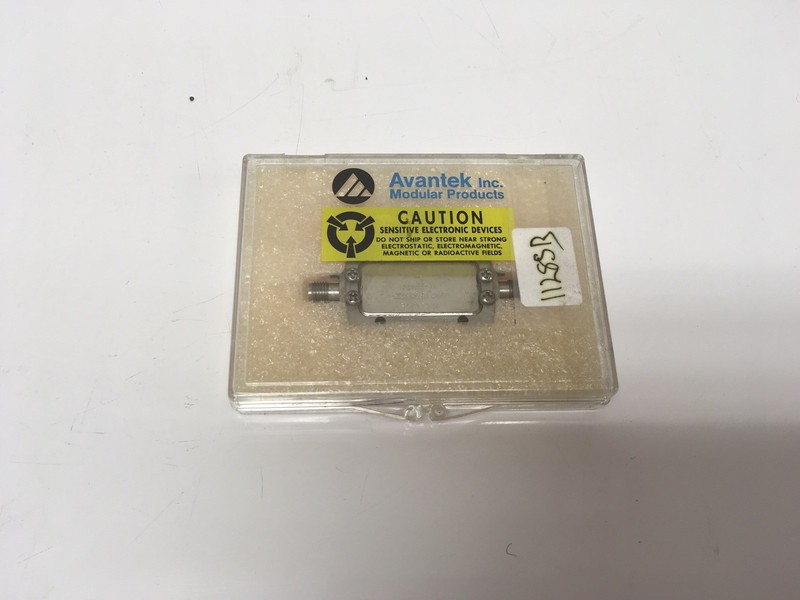 Avantek Inc.
Modular Products
CAUTION
SENSITIVE ELECTRONIC DEVICES
DO NOT SHIP OR STORE NEAR STRONG
ELECTROSTATIC, ELECTROMAGNETIC,
MAGNETIC OR RADIOACTIVE FIELDS
11285B